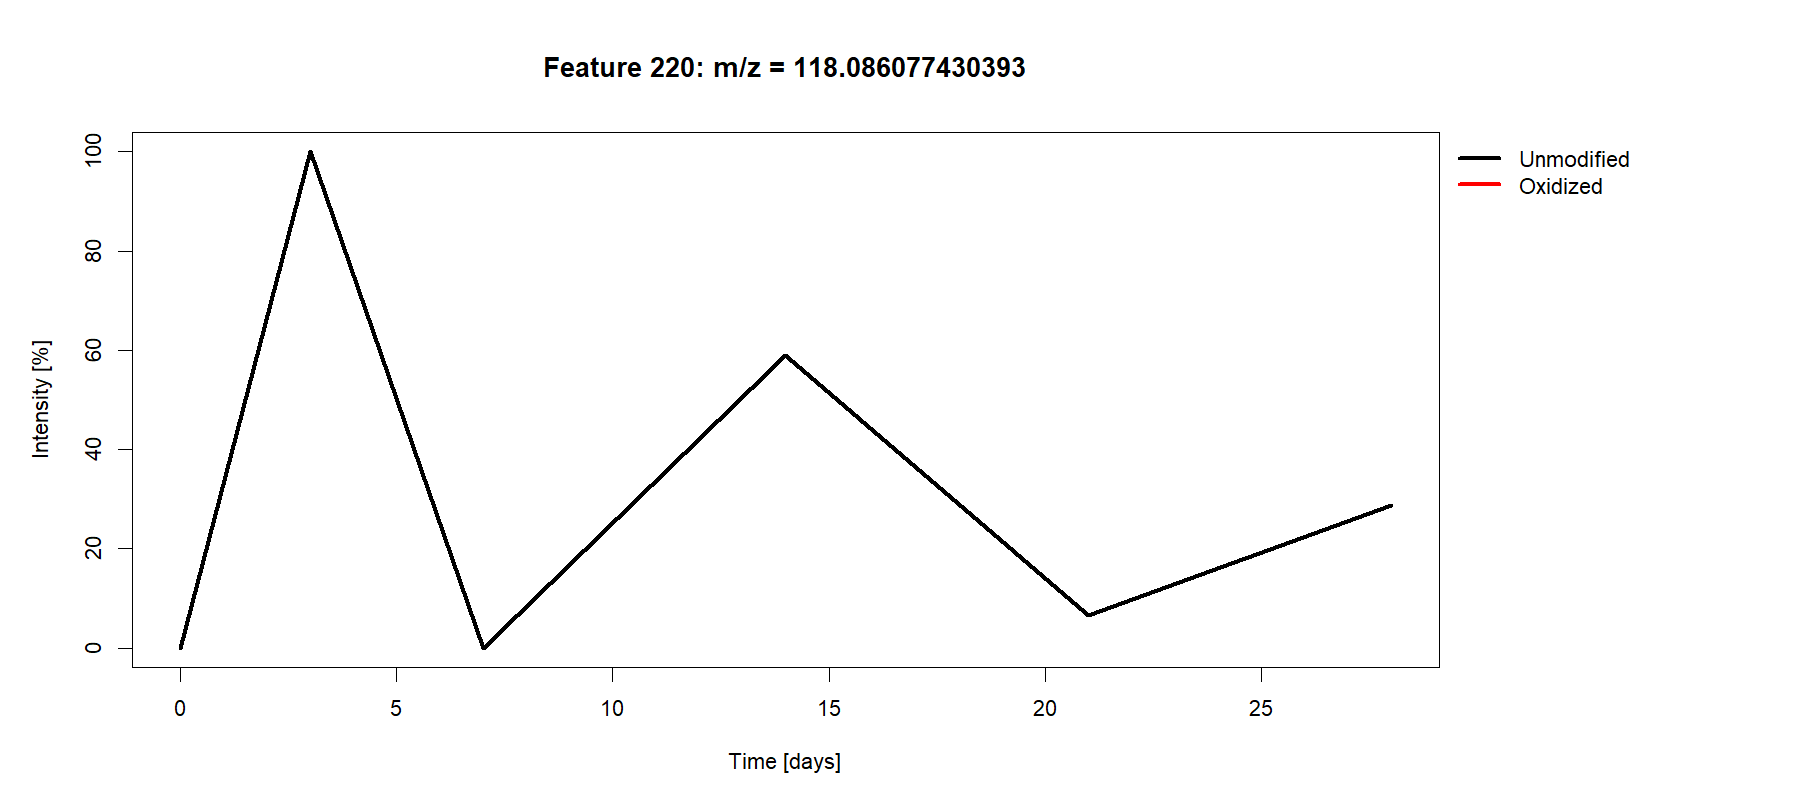 Feature 220: m/z = 118.086077430393
Unmodified
Oxidized
100
80
60
40
20
0
Intensity [%]
0 5 10 15 20 25
Time [days]